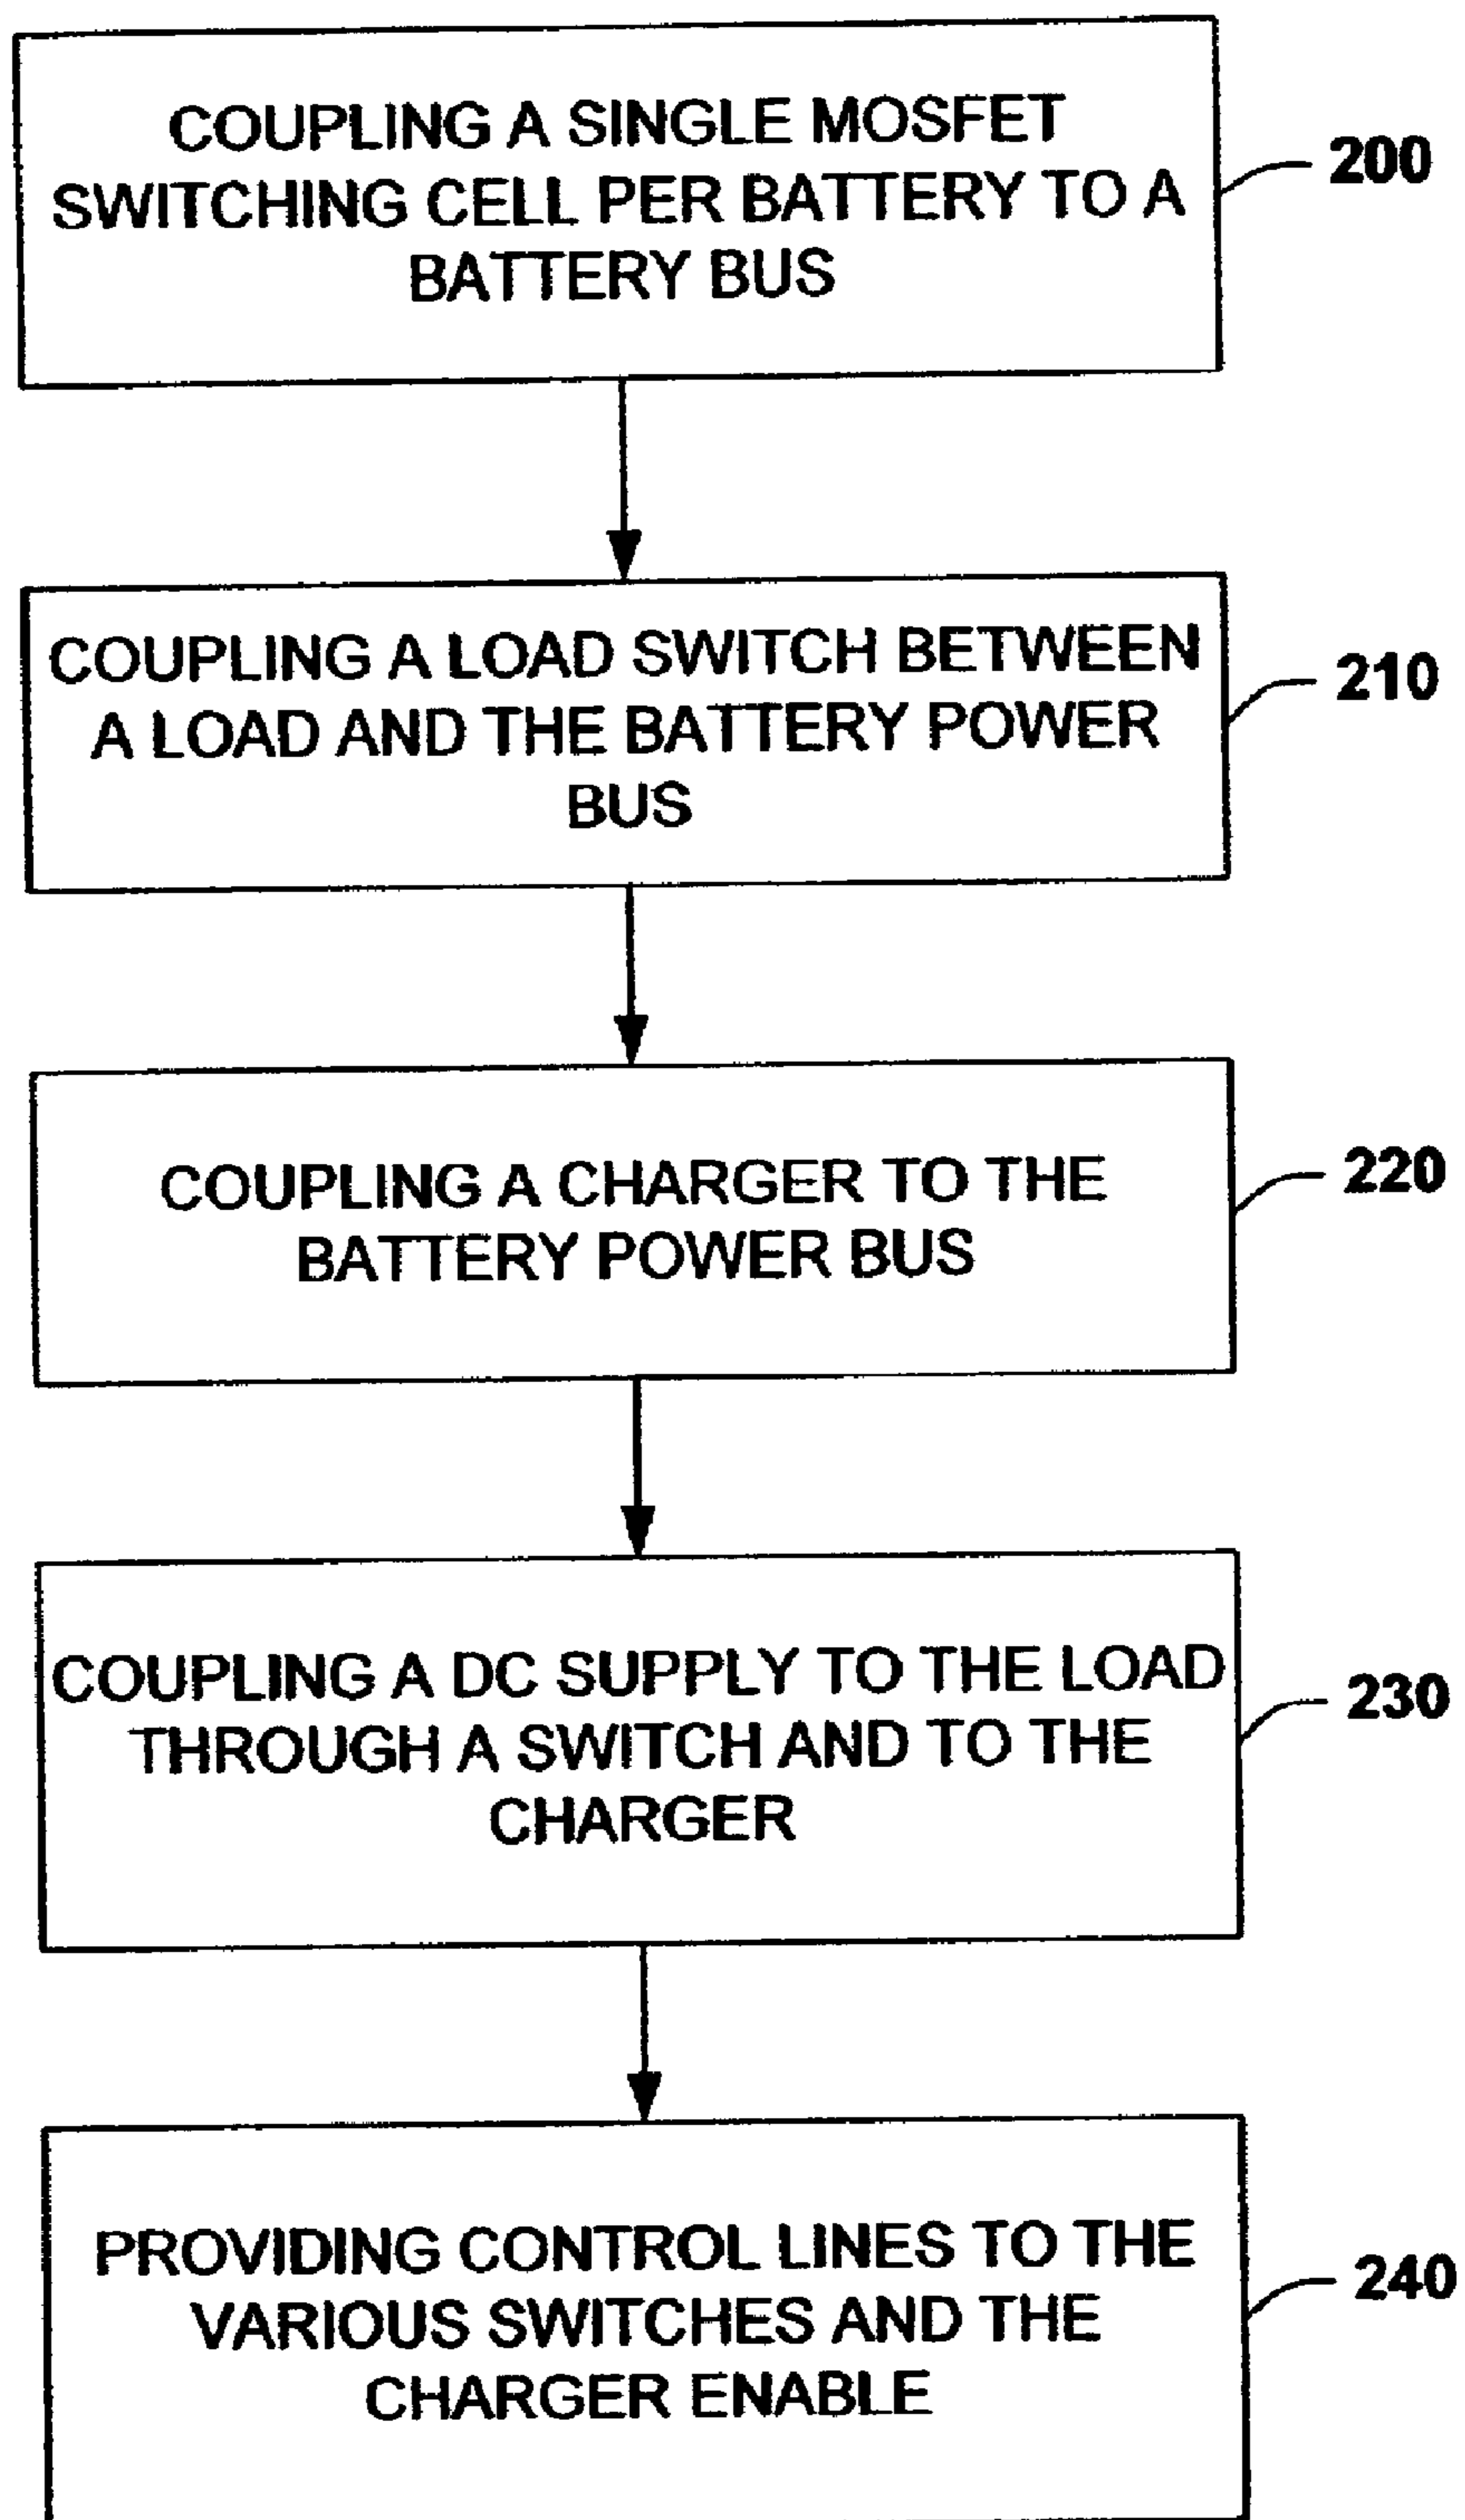 COUPLING A SINGLE MOSFET
SWITCHING CELL PER BATTERY TO A
BATTERY BUS
200
COUPLING A LOAD SWITCH BETWEEN
A LOAD AND THE BATTERY POWER
BUS
210
COUPLING A CHARGER TO THE
BATTERY POWER BUS
220
COUPLING A DC SUPPLY TO THE LOAD
THROUGH A SWITCH AND TO THE
CHARGER
230
PROVIDING CONTROL LINES TO THE
VARIOUS SWITCHES AND THE
CHARGER ENABLE
240